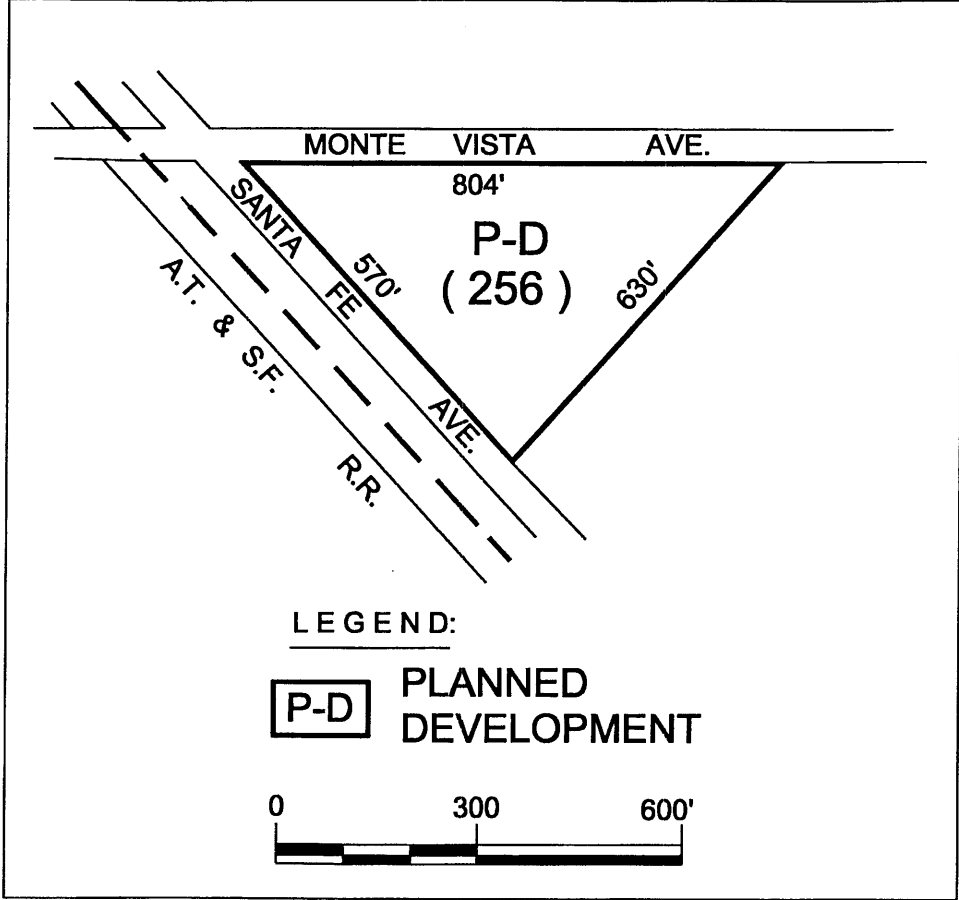 MONTE VISTA AVE.
804'
P-D
( 256 )
SANTA FE AVE.
570'
630'
A.T. & S.F. R.R.
LEGEND:
P-D
PLANNED
DEVELOPMENT
0 300 600'